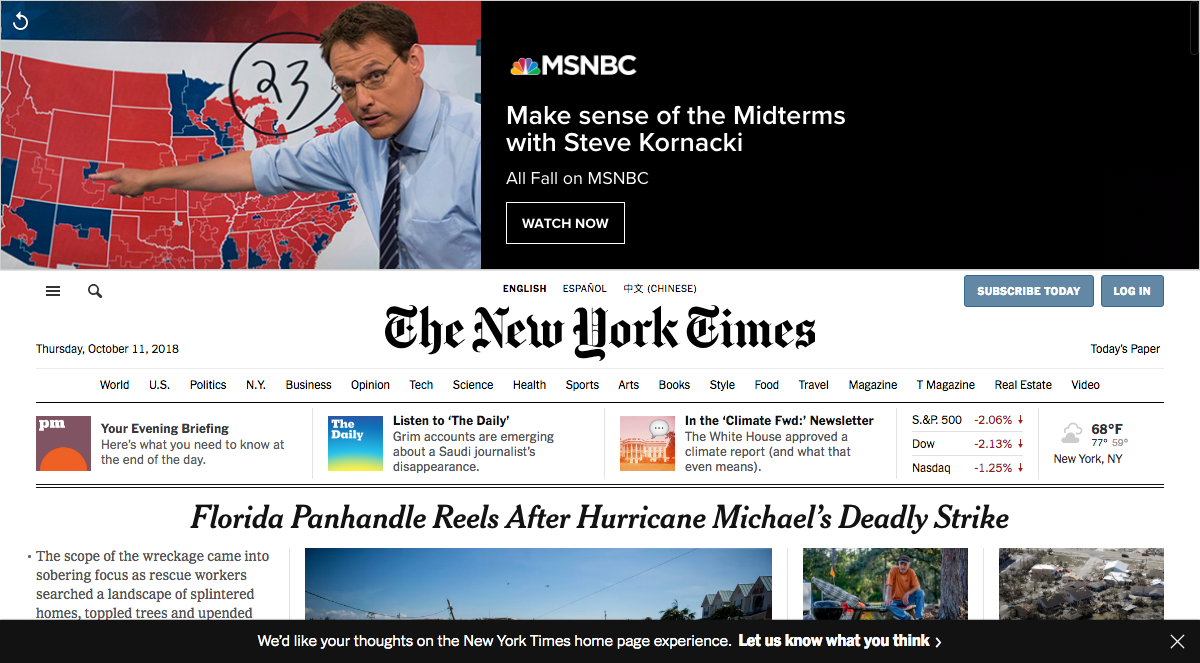 23
MSNBC
Make sense of the Midterms
with Steve Kornacki
All Fall on MSNBC
WATCH NOW
ENGLISH ESPAÑOL 中文 (CHINESE)
SUBSCRIBE TODAY LOG IN
The New York Times
Thursday, October 11, 2018
Today's Paper
World U.S. Politics N.Y. Business Opinion Tech Science Health Sports Arts Books Style Food Travel Magazine T Magazine Real Estate Video
pm
Your Evening Briefing
Here's what you need to know at
the end of the day.
The
Daily
Listen to ‘The Daily’
Grim accounts are emerging
about a Saudi journalist's
disappearance.
In the ‘Climate Fwd:’ Newsletter
The White House approved a
climate report (and what that
even means).
S.&P. 500 -2.06% ↓
Dow -2.13% ↓
Nasdaq -1.25% ↓
68°F
77° 59°
New York, NY
Florida Panhandle Reels After Hurricane Michael's Deadly Strike
• The scope of the wreckage came into
sobering focus as rescue workers
searched a landscape of splintered
homes, toppled trees and upended
We'd like your thoughts on the New York Times home page experience. Let us know what you think ›